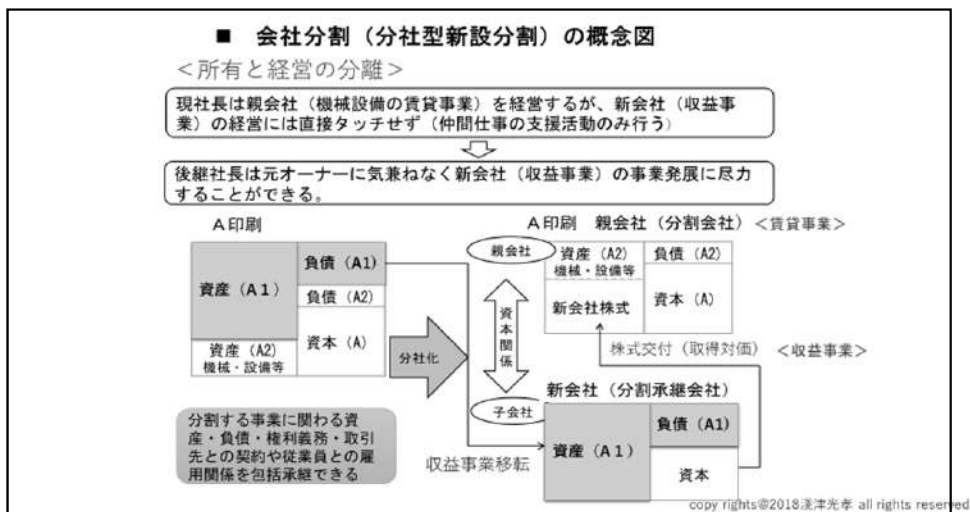 ■ 会社分割（分社型新設分割）の概念図
＜所有と経営の分離＞
現社長は親会社（機械設備の賃貸事業）を経営するが、新会社（収益事
業）の経営には直接タッチせず（仲間仕事の支援活動のみ行う）
後継社長は元オーナーに気兼ねなく新会社（収益事業）の事業発展に尽力
することができる。
A印刷
資産（A1）
負債（A1）
負債（A2）
資産（A2）
機械・設備等
資本（A）
分社化
分割する事業に関わる資
産・負債・権利義務・取引
先との契約や従業員との雇
用関係を包括承継できる
A印刷 親会社（分割会社）＜賃貸事業＞
親会社
資産（A2）
機械・設備等
負債（A2）
新会社株式
資本（A）
資本関係
株式交付（取得対価）
＜収益事業＞
新会社（分割承継会社）
子会社
資産（A1）
負債（A1）
資本
収益事業移転
copy rights@2018淺津光孝 all rights reserved